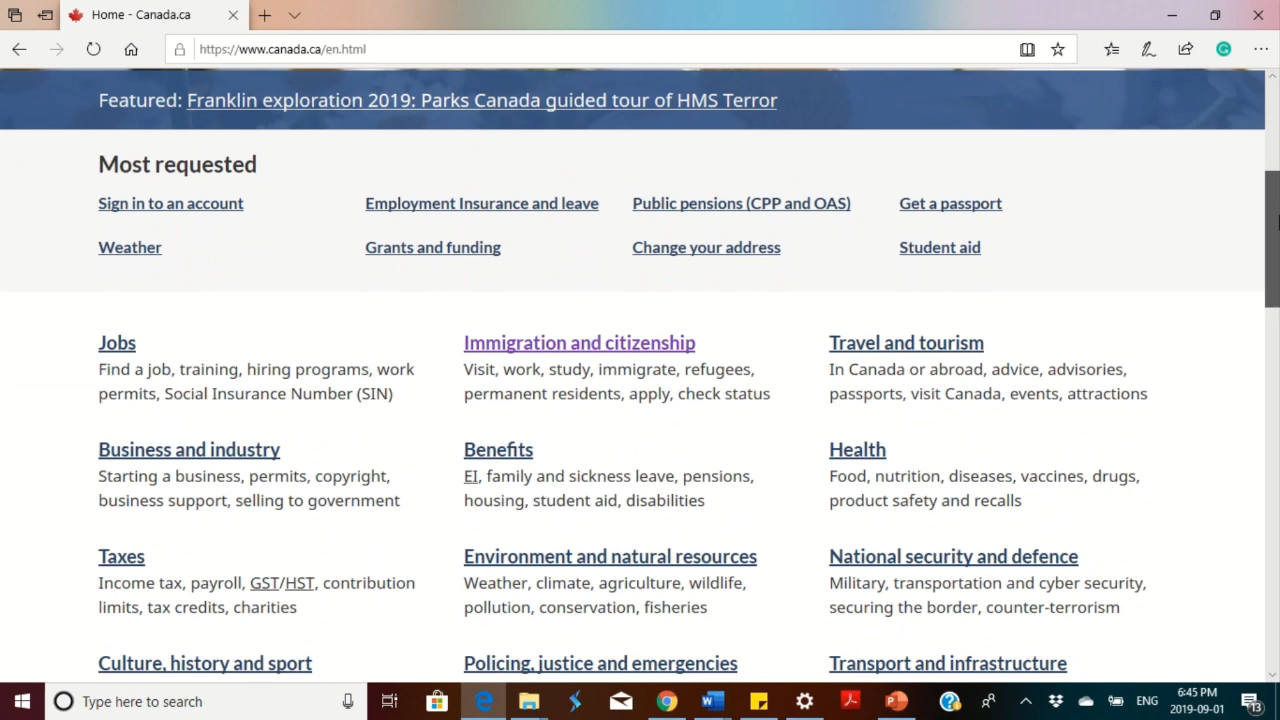 Home - Canada.ca
https://www.canada.ca/en.html
Featured: Franklin exploration 2019: Parks Canada guided tour of HMS Terror
Most requested
Sign in to an account
Employment Insurance and leave
Public pensions (CPP and OAS)
Get a passport
Weather
Grants and funding
Change your address
Student aid
Jobs
Find a job, training, hiring programs, work
permits, Social Insurance Number (SIN)
Immigration and citizenship
Visit, work, study, immigrate, refugees,
permanent residents, apply, check status
Travel and tourism
In Canada or abroad, advice, advisories,
passports, visit Canada, events, attractions
Business and industry
Starting a business, permits, copyright,
business support, selling to government
Benefits
EI, family and sickness leave, pensions,
housing, student aid, disabilities
Health
Food, nutrition, diseases, vaccines, drugs,
product safety and recalls
Taxes
Income tax, payroll, GST/HST, contribution
limits, tax credits, charities
Environment and natural resources
Weather, climate, agriculture, wildlife,
pollution, conservation, fisheries
National security and defence
Military, transportation and cyber security,
securing the border, counter-terrorism
Culture, history and sport
Policing, justice and emergencies
Transport and infrastructure
Type here to search
ENG
6:45 PM
2019-09-01
13